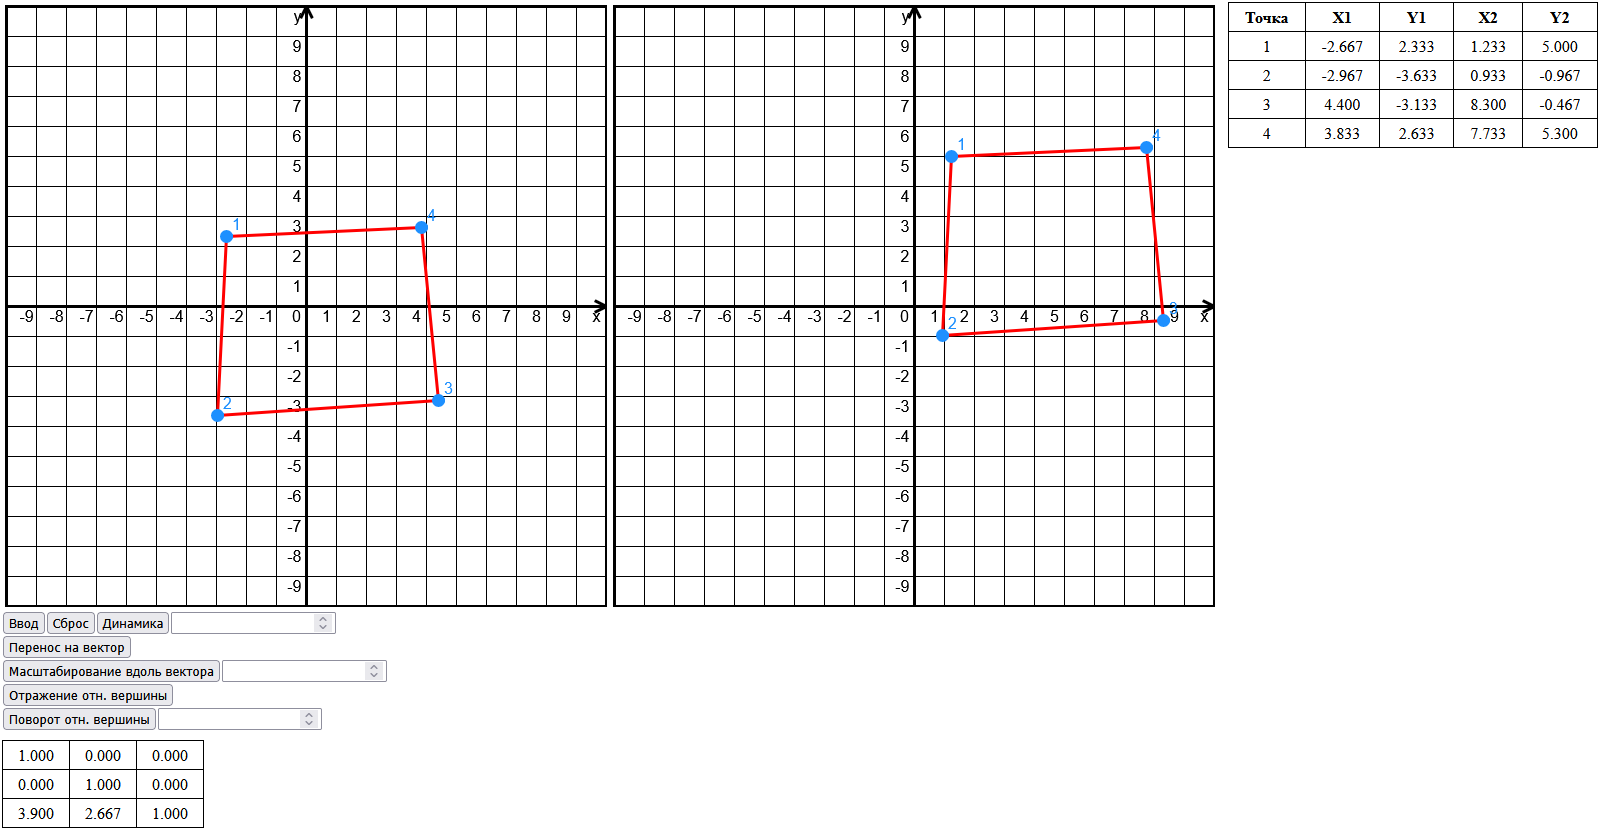 y
9
8
7
6
5
4
3
2
1
-9 -8 -7 -6 -5 -4 -3 -2 -1 0 1 2 3 4 5 6 7 8 9 x
-1
-2
-3
-4
-5
-6
-7
-8
-9
1
4
2
3
y
9
8
7
6
5
4
3
2
1
-9 -8 -7 -6 -5 -4 -3 -2 -1 0 1 2 3 4 5 6 7 8 9 x
-1
-2
-3
-4
-5
-6
-7
-8
-9
1
4
2
3
Точка X1 Y1 X2 Y2
1 -2.667 2.333 1.233 5.000
2 -2.967 -3.633 0.933 -0.967
3 4.400 -3.133 8.300 -0.467
4 3.833 2.633 7.733 5.300
Ввод Сброс Динамика
Перенос на вектор
Масштабирование вдоль вектора
Отражение отн. вершины
Поворот отн. вершины
1.000 0.000 0.000
0.000 1.000 0.000
3.900 2.667 1.000